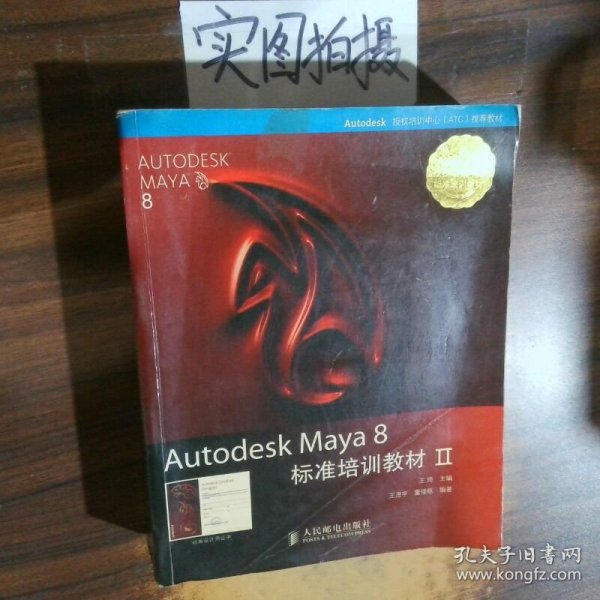 实图拍摄
Autodesk 授权培训中心（ATC）推荐教材
AUTODESK
MAYA
8
Autodesk Maya 8
标准培训教材 II
王琦 主编
编著
人民邮电出版社
POSTS & TELECOM PRESS
孔夫子旧书网
www.kongfz.com